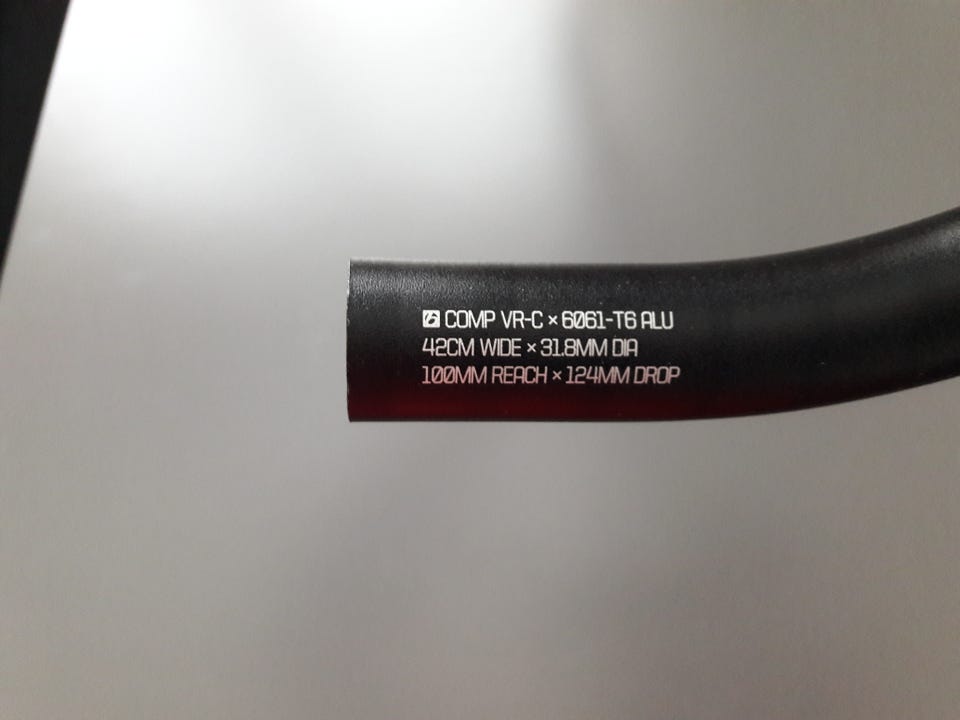 COMP VR-C × 6061-T6 ALU
42CM WIDE × 31.8MM DIA
100MM REACH × 124MM DROP